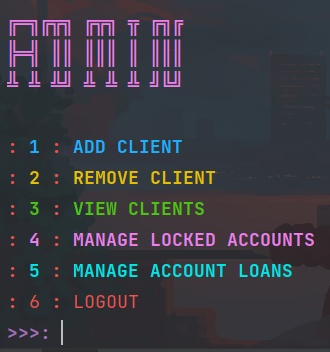 : 1 : ADD CLIENT
: 2 : REMOVE CLIENT
: 3 : VIEW CLIENTS
: 4 : MANAGE LOCKED ACCOUNTS
: 5 : MANAGE ACCOUNT LOANS
: 6 : LOGOUT
>>>: